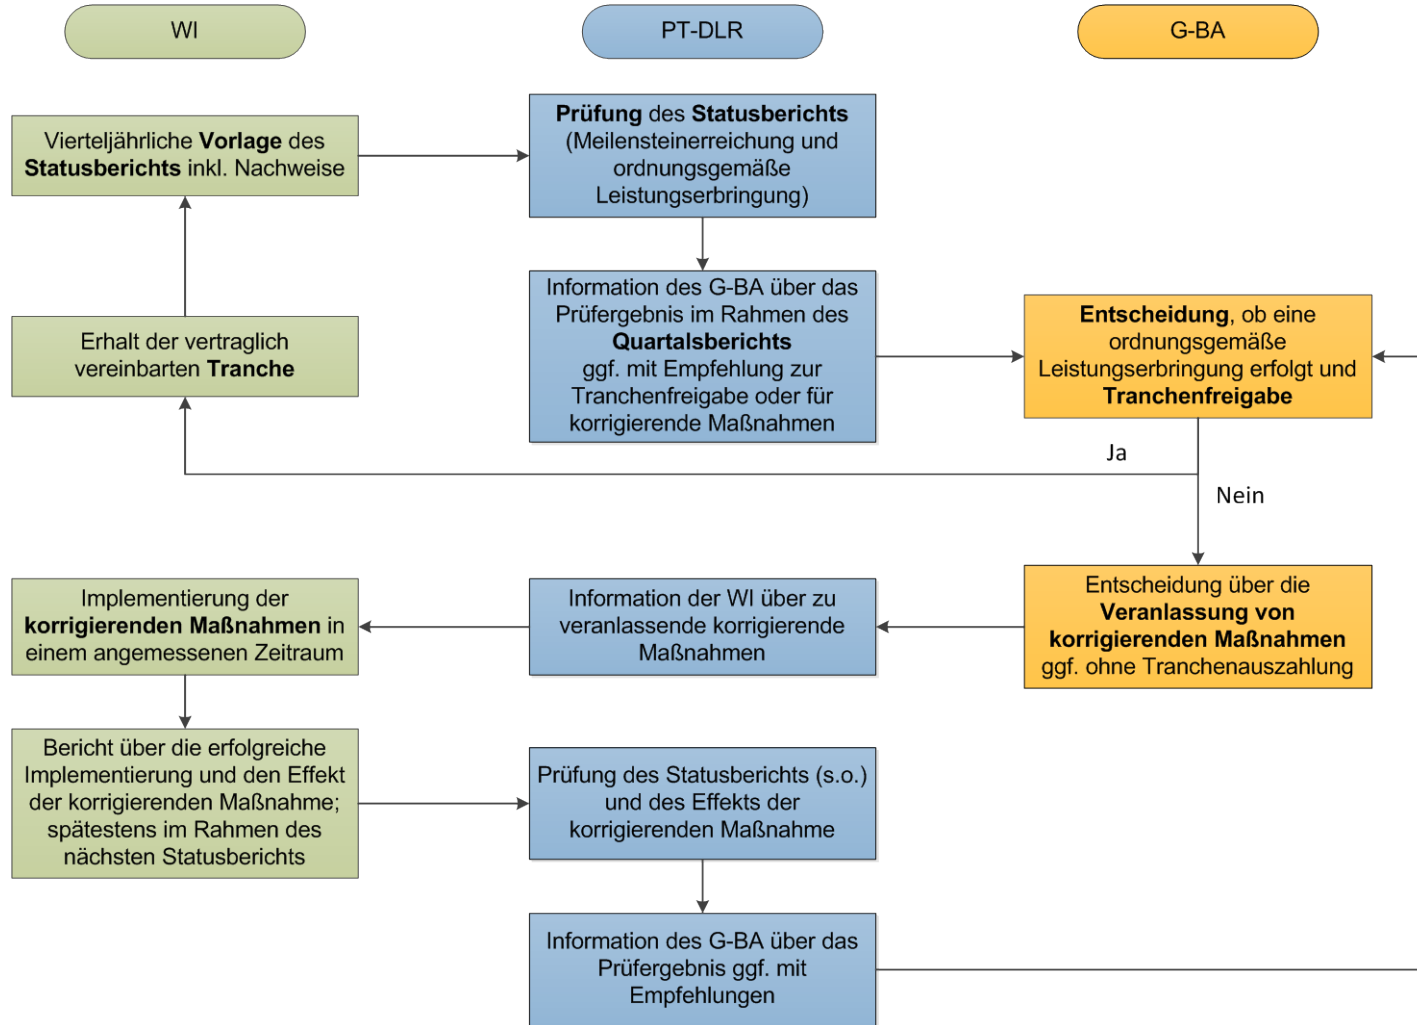 WI
PT-DLR
G-BA
Vierteljährliche Vorlage des
Statusberichts inkl. Nachweise
Prüfung des Statusberichts
(Meilensteinerreichung und
ordnungsgemäße
Leistungserbringung)
Erhalt der vertraglich
vereinbarten Tranche
Information des G-BA über das
Prüfergebnis im Rahmen des
Quartalsberichts
ggf. mit Empfehlung zur
Tranchenfreigabe oder für
korrigierende Maßnahmen
Entscheidung, ob eine
ordnungsgemäße
Leistungserbringung erfolgt und
Tranchenfreigabe
Ja
Nein
Implementierung der
korrigierenden Maßnahmen in
einem angemessenen Zeitraum
Information der WI über zu
veranlassende korrigierende
Maßnahmen
Entscheidung über die
Veranlassung von
korrigierenden Maßnahmen
ggf. ohne Tranchenauszahlung
Bericht über die erfolgreiche
Implementierung und den Effekt
der korrigierenden Maßnahme;
spätestens im Rahmen des
nächsten Statusberichts
Prüfung des Statusberichts (s.o.)
und des Effekts der
korrigierenden Maßnahme
Information des G-BA über das
Prüfergebnis ggf. mit
Empfehlungen